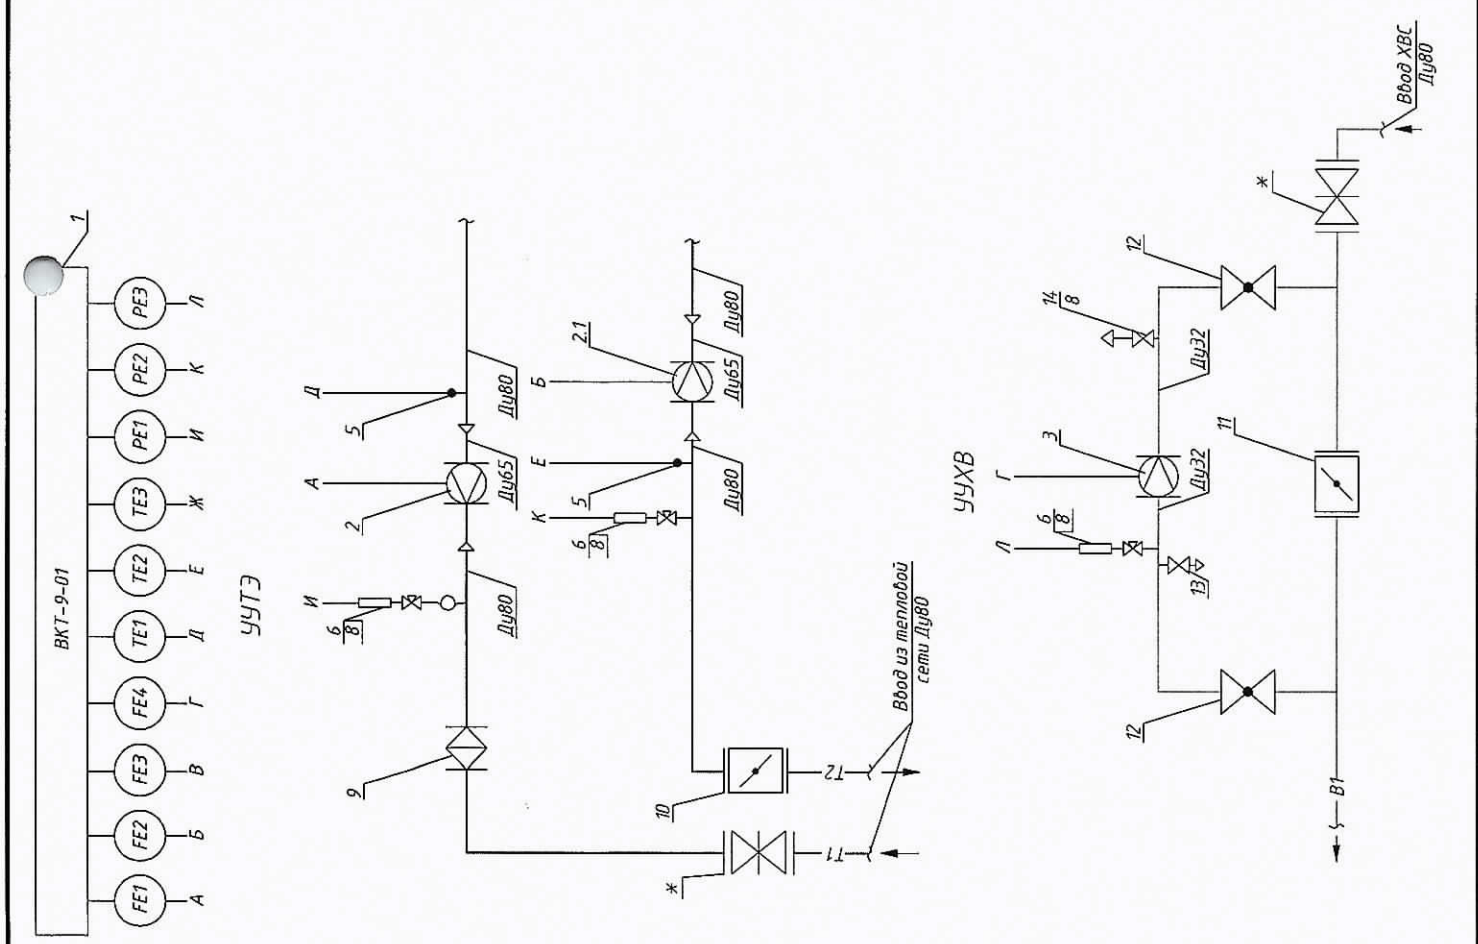 ВКТ-9-01
1
FE1
FE2
FE3
FE4
TE1
TE2
TE3
PE1
PE2
PE3
А
Б
В
Г
Д
Е
Ж
И
К
Л
УУТЭ
И
А
Д
6
8
2
5
9
Ду80
Ду65
Ду80
К
Е
Б
6
8
5
2.1
Ду80
Ду65
Ду80
10
*
Т1
Т2
Ввод из тепловой
сети Ду80
УУХВ
Л
Г
6
8
3
14
8
12
12
13
Ду32
Ду32
11
*
В1
Ввод ХВС
Ду80